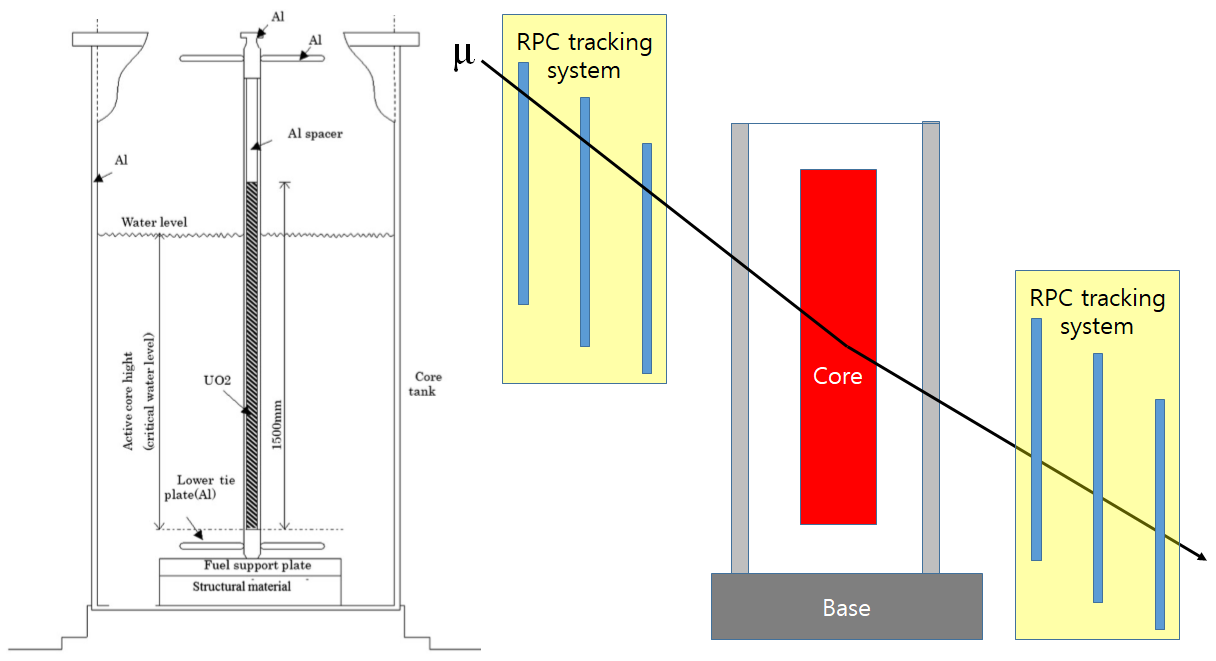 Al
Al
Al spacer
Al
Water level
Active core hight
(critical water level)
UO2
1500mm
Core
tank
Lower tie
plate(Al)
Fuel support plate
Structural material
μ
RPC tracking
system
Core
RPC tracking
system
Base